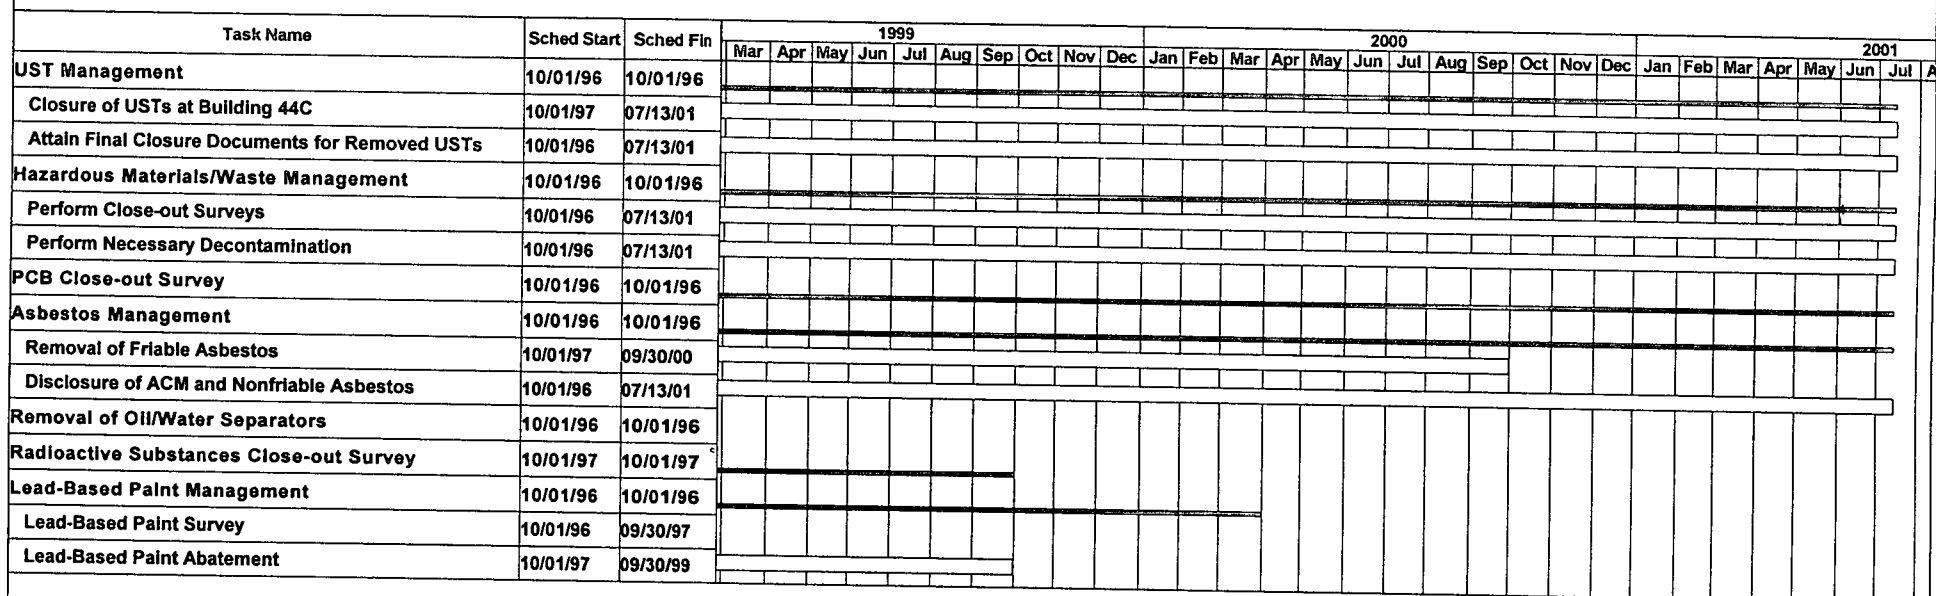 Task Name Sched Start Sched Fin 1999 2000 2001
Mar Apr May Jun Jul Aug Sep Oct Nov Dec Jan Feb Mar Apr May Jun Jul Aug Sep Oct Nov Dec Jan Feb Mar Apr May Jun Jul A
UST Management 10/01/96 10/01/96
Closure of USTs at Building 44C 10/01/97 07/13/01
Attain Final Closure Documents for Removed USTs 10/01/96 07/13/01
Hazardous Materials/Waste Management 10/01/96 10/01/96
Perform Close-out Surveys 10/01/96 07/13/01
Perform Necessary Decontamination 10/01/96 07/13/01
PCB Close-out Survey 10/01/96 10/01/96
Asbestos Management 10/01/96 10/01/96
Removal of Friable Asbestos 10/01/97 09/30/00
Disclosure of ACM and Nonfriable Asbestos 10/01/96 07/13/01
Removal of Oil/Water Separators 10/01/96 10/01/96
Radioactive Substances Close-out Survey 10/01/97 10/01/97
Lead-Based Paint Management 10/01/96 10/01/96
Lead-Based Paint Survey 10/01/96 09/30/97
Lead-Based Paint Abatement 10/01/97 09/30/99